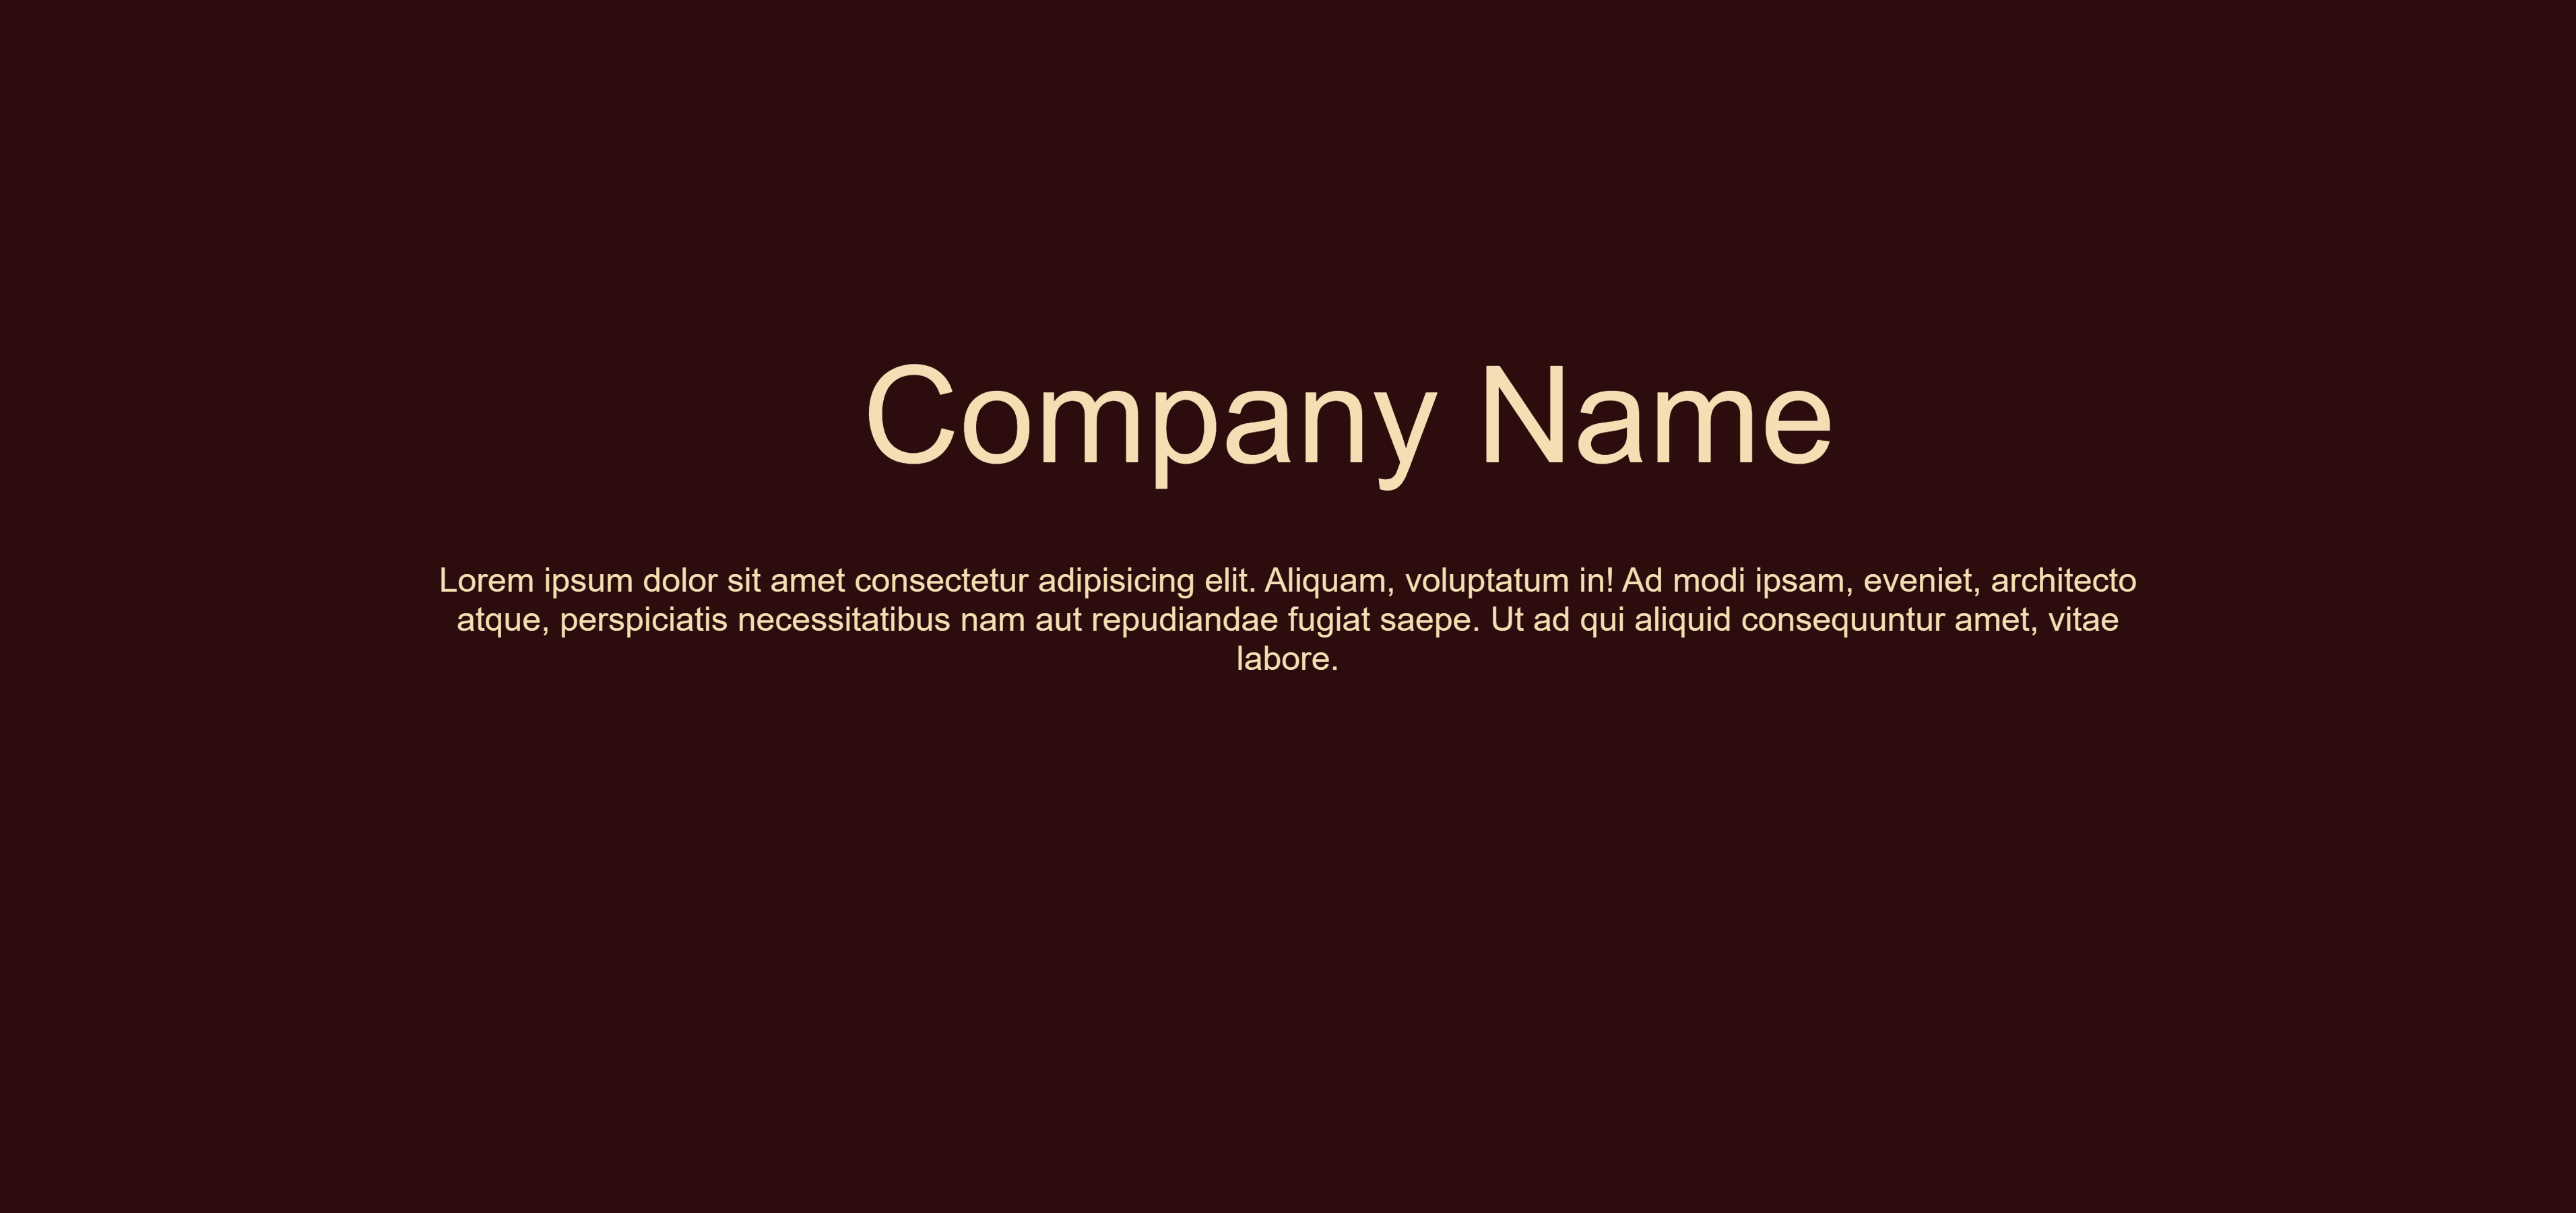 Company Name
Lorem ipsum dolor sit amet consectetur adipisicing elit. Aliquam, voluptatum in! Ad modi ipsam, eveniet, architecto
atque, perspiciatis necessitatibus nam aut repudiandae fugiat saepe. Ut ad qui aliquid consequuntur amet, vitae
labore.